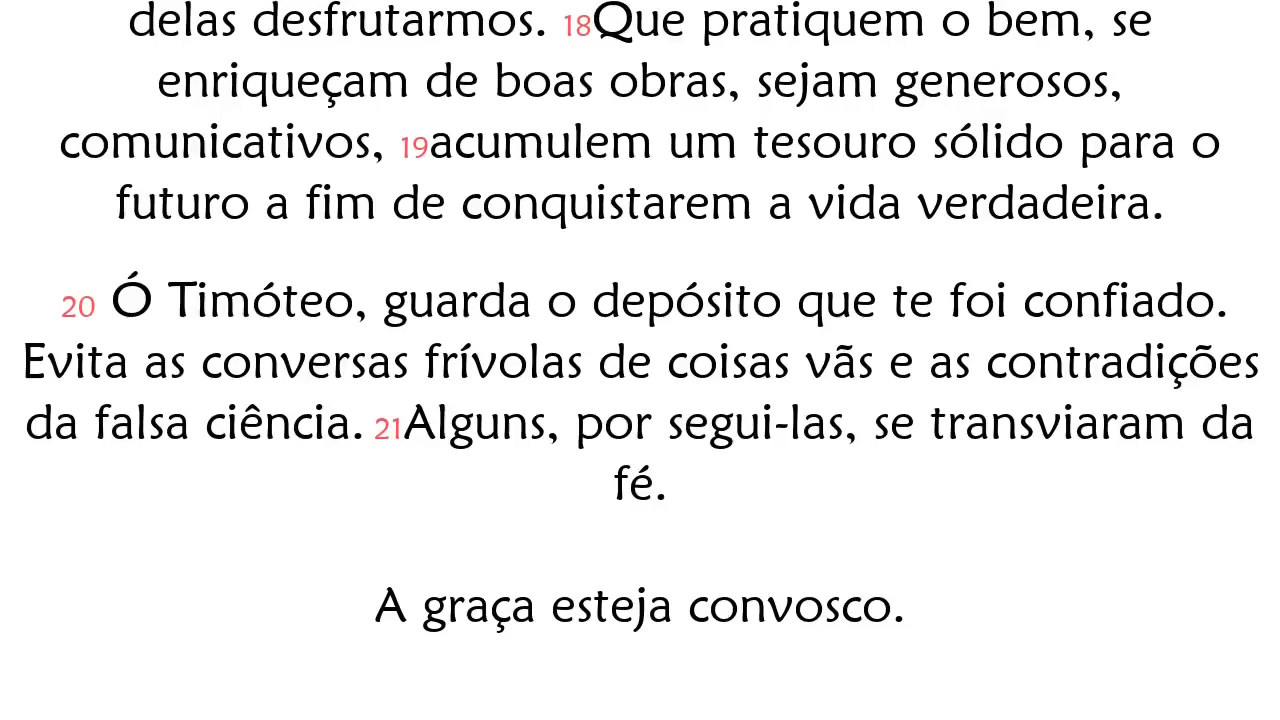 delas desfrutarmos. 18Que pratiquem o bem, se
enriqueçam de boas obras, sejam generosos,
comunicativos, 19acumulem um tesouro sólido para o
futuro a fim de conquistarem a vida verdadeira.
20 Ó Timóteo, guarda o depósito que te foi confiado.
Evita as conversas frívolas de coisas vãs e as contradições
da falsa ciência. 21Alguns, por segui-las, se transviaram da
fé.
A graça esteja convosco.